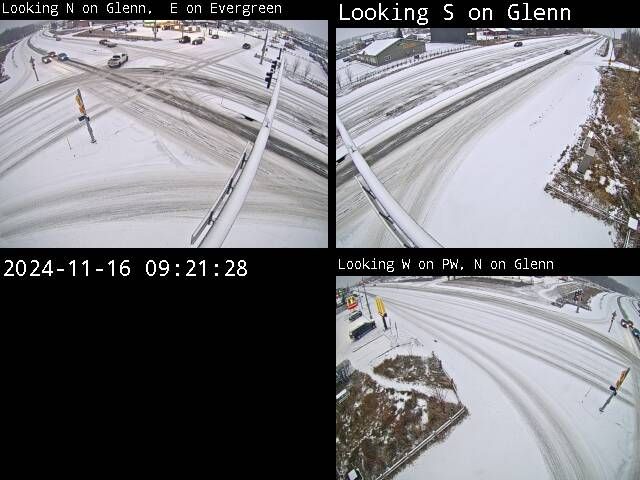 Looking N on Glenn,  E on Evergreen
Looking S on Glenn
2024-11-16 09:21:28
Looking W on PW, N on Glenn